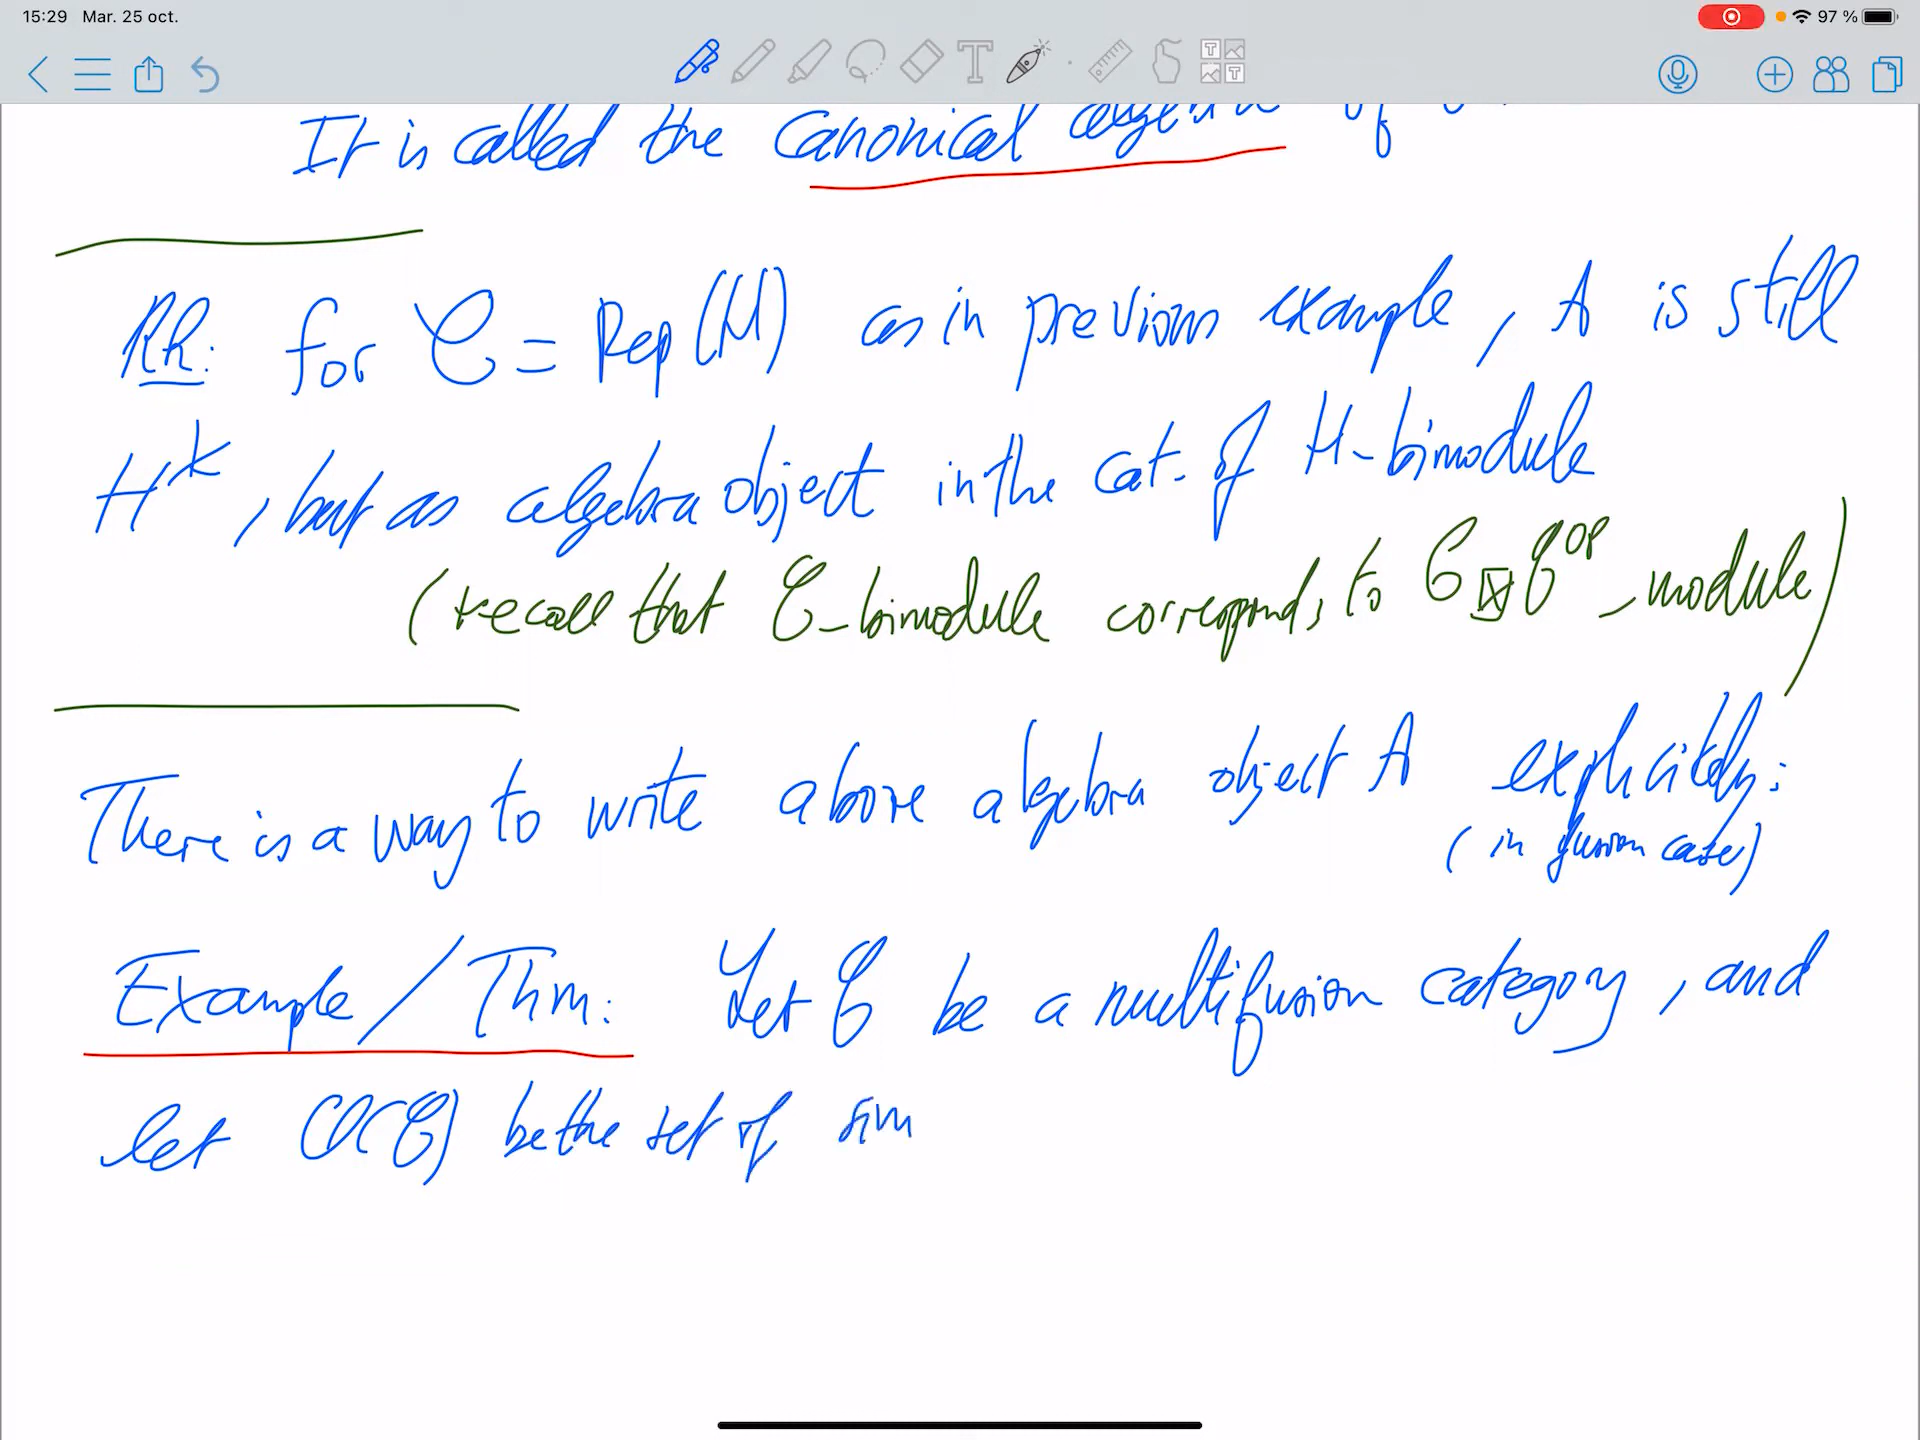 15:29 Mar. 25 oct. 97 %
It is called the canonical algebra of
Rk: for C = Rep(H) as in previous example, A is still
H*, but as algebra object in the cat. of H-bimodule
(recall that C-bimodule corresponds to C⊠C^op-module)
There is a way to write above algebra object A explicitely:
(in fusion case)
Example/Thm: Let C be a multifusion category, and
let O(C) be the set of sim